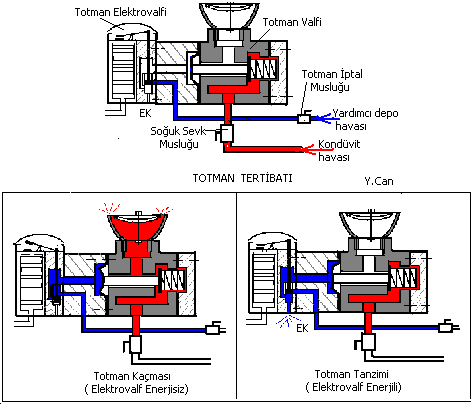 Totman Elektrovalfi
Totman Valfi
Totman İptal
Musluğu
EK
Soğuk Sevk
Musluğu
Yardımcı depo
havası
Kondüvit
havası
TOTMAN TERTİBATI
Y.Can
EK
Totman Kaçması
( Elektrovalf Enerjisiz)
Totman Tanzimi
( Elektrovalf Enerjili)